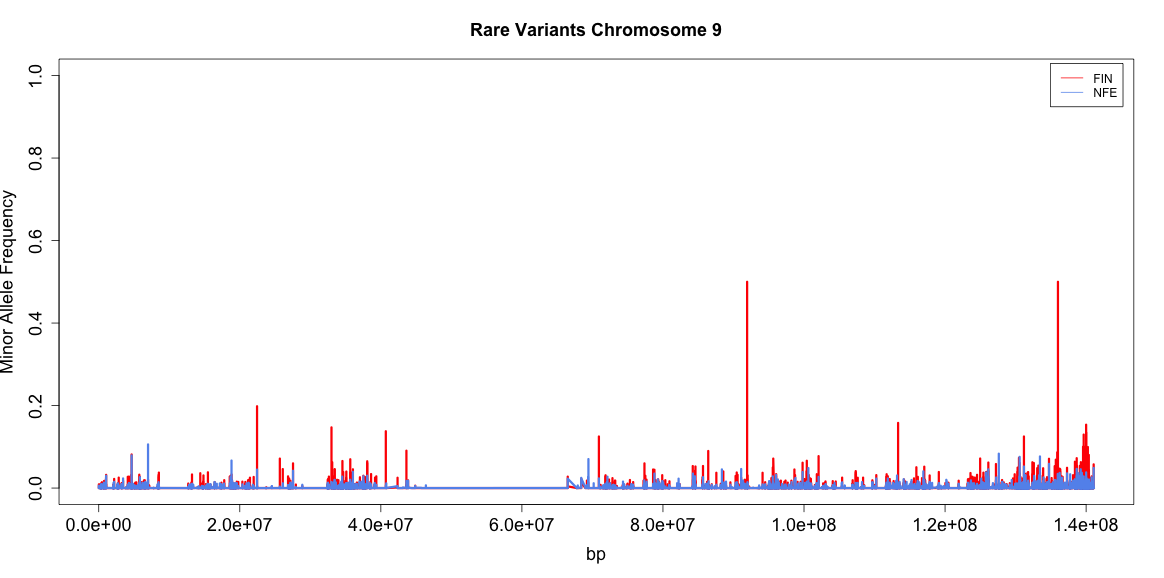 Rare Variants Chromosome 9
FIN
NFE
1.0
0.8
0.6
0.4
0.2
0.0
Minor Allele Frequency
0.0e+00 2.0e+07 4.0e+07 6.0e+07 8.0e+07 1.0e+08 1.2e+08 1.4e+08
bp